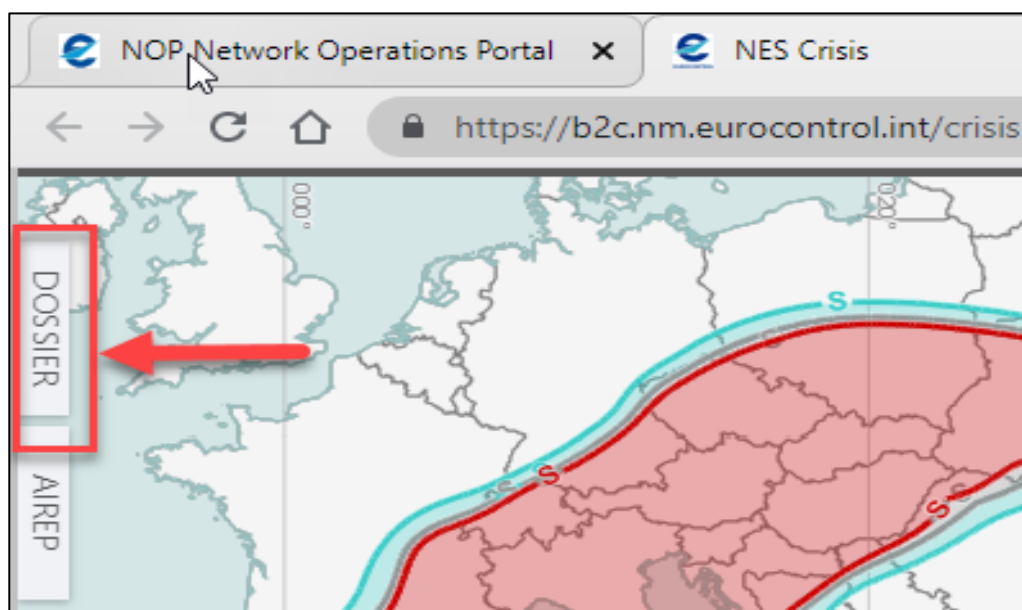 NOP Network Operations Portal
NES Crisis
https://b2c.nm.eurocontrol.int/crisis
000°
020°
DOSSIER
AIREP
S
S
S
S
S
S